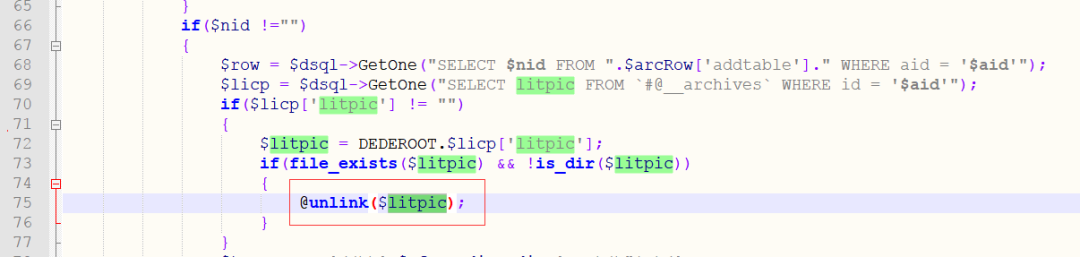 65 }
66 if($nid !="")
67 {
68 $row = $dsql->GetOne("SELECT $nid FROM ".$arcRow['addtable']." WHERE aid = '$aid'");
69 $licp = $dsql->GetOne("SELECT litpic FROM `#@__archives` WHERE id = '$aid'");
70 if($licp['litpic'] != "")
71 {
72 $litpic = DEDEROOT.$licp['litpic'];
73 if(file_exists($litpic) && !is_dir($litpic))
74 {
75 @unlink($litpic);
76 }
77 }